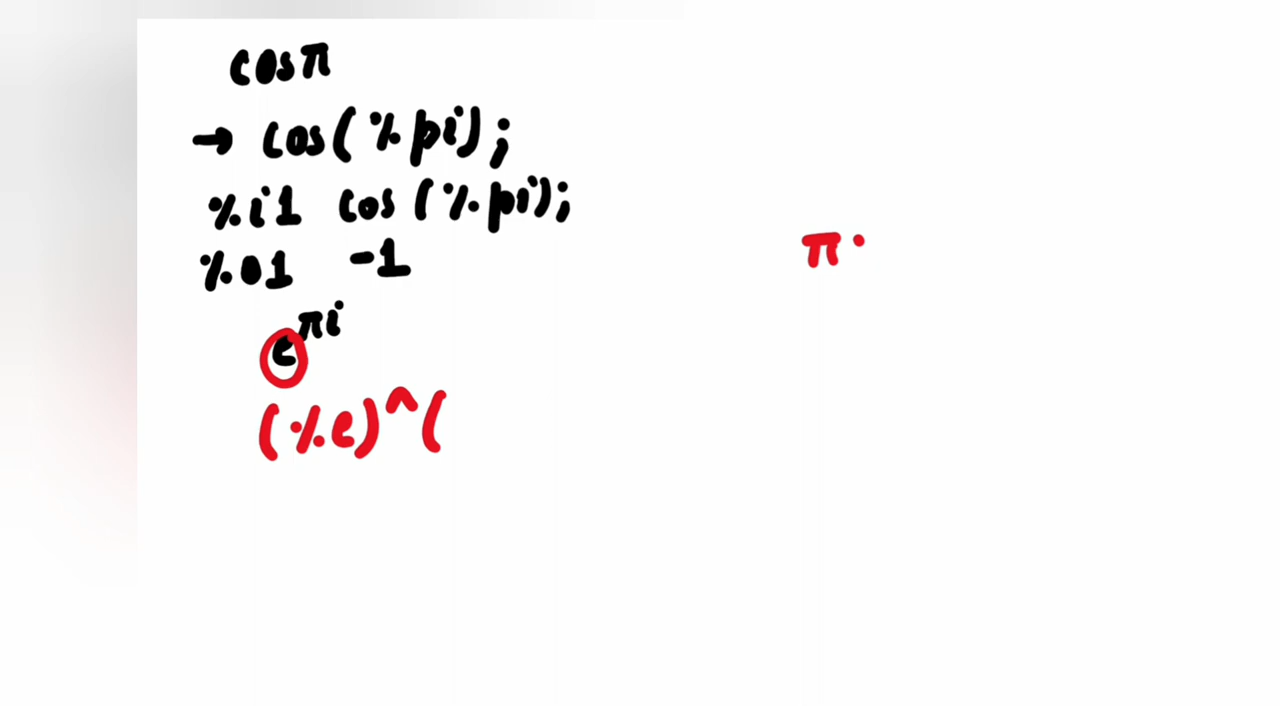 cosπ
→ cos(%pi);
%i1 cos(%pi);
%o1 -1
e^πi
(%e)^(
π·